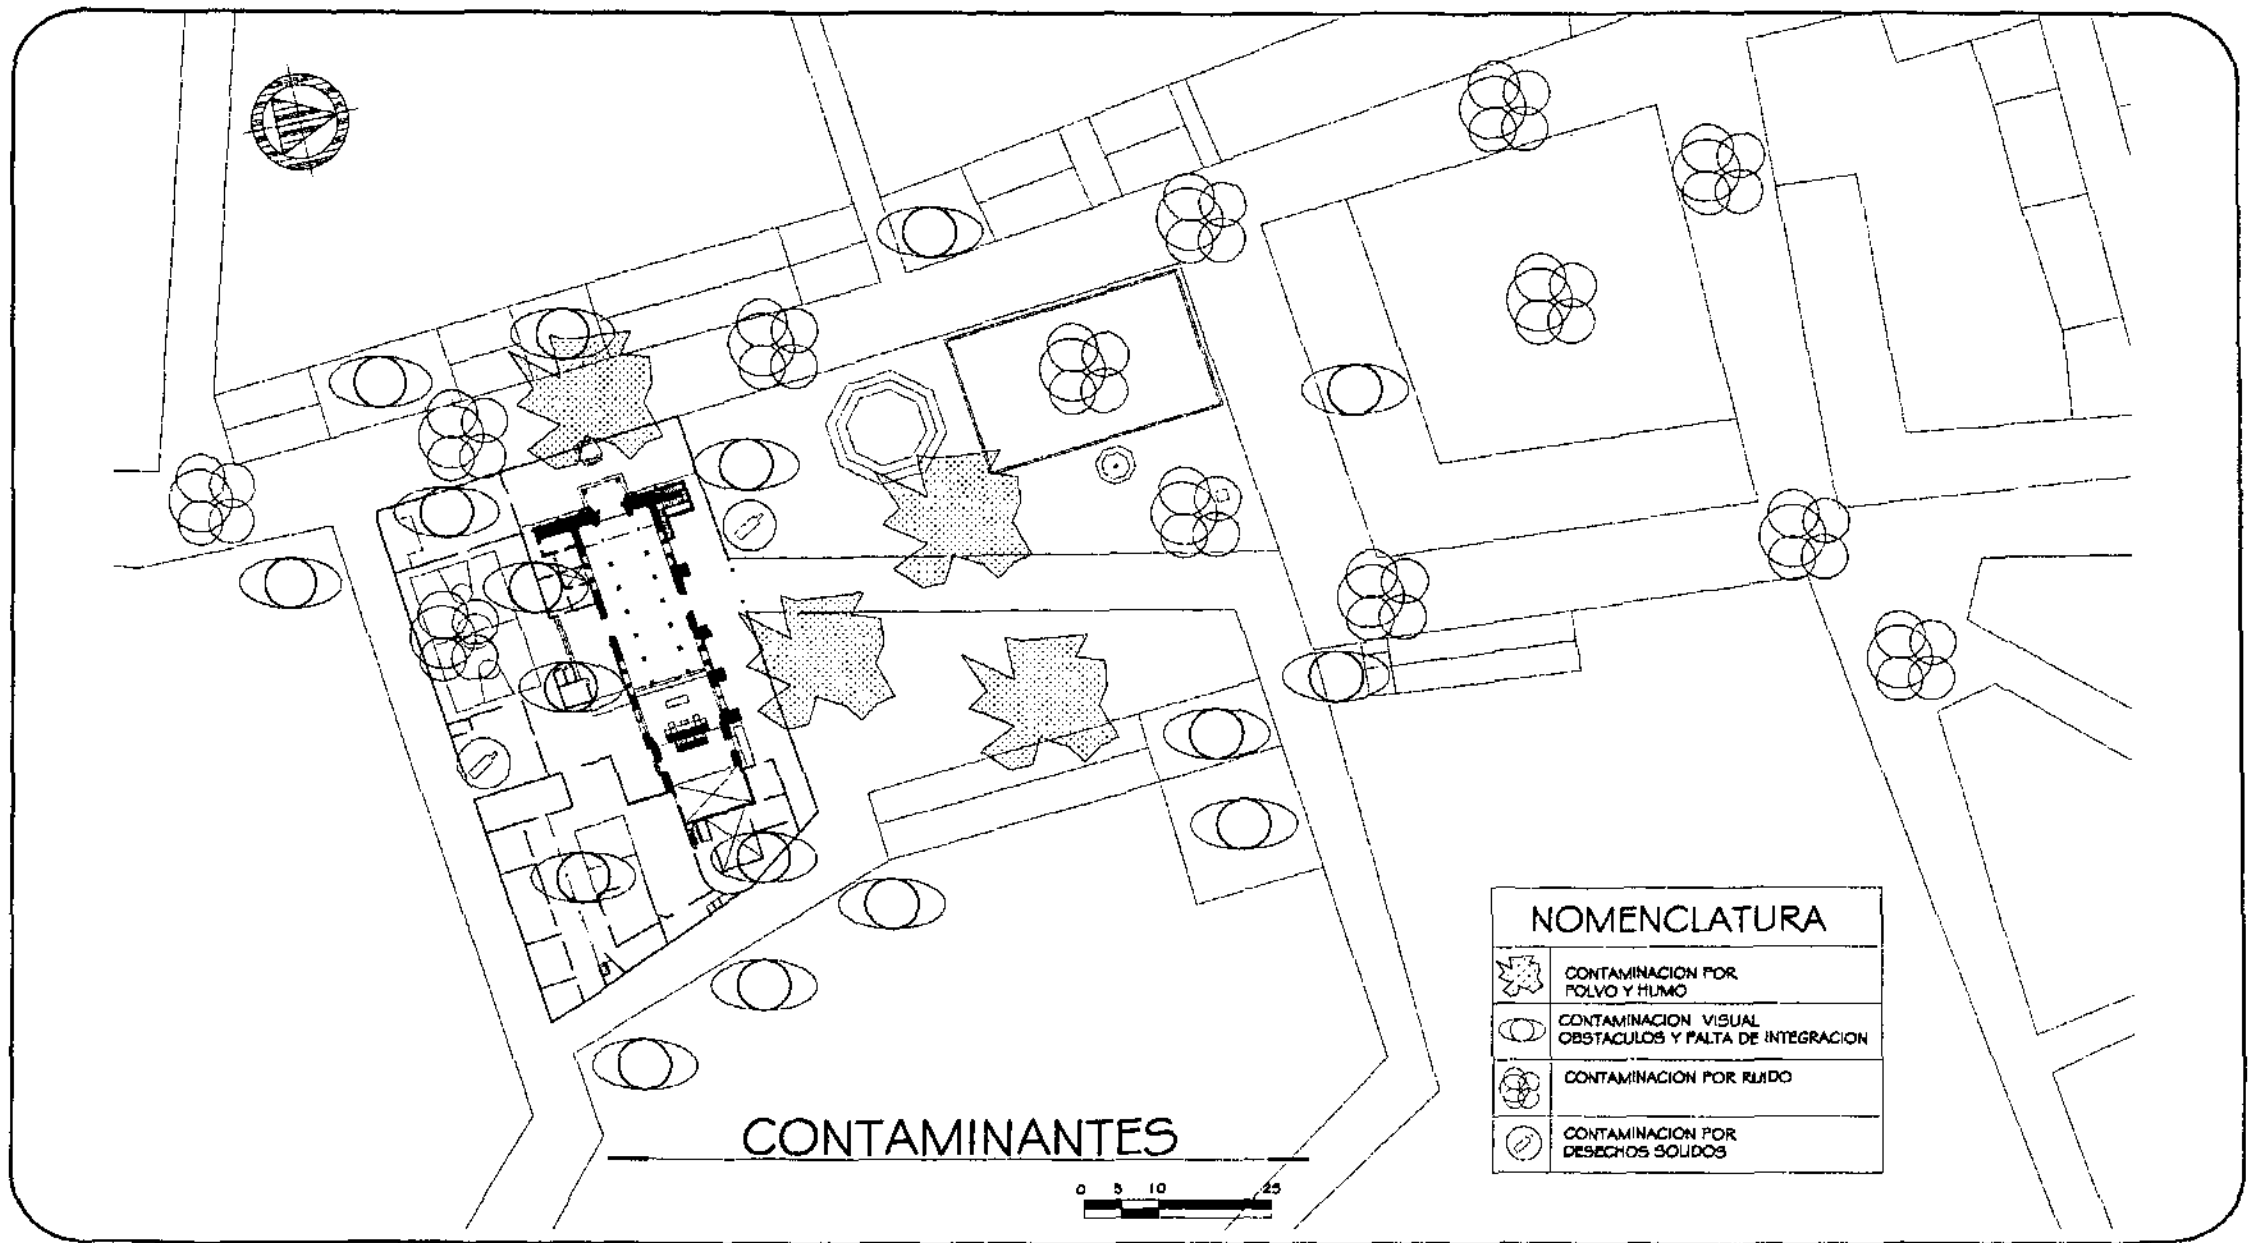 NOMENCLATURA
CONTAMINACION POR
POLVO Y HUMO
CONTAMINACION VISUAL
OBSTACULOS Y FALTA DE INTEGRACION
CONTAMINACION POR RUIDO
CONTAMINACION POR
DESECHOS SOLIDOS
CONTAMINANTES
0 5 10 25